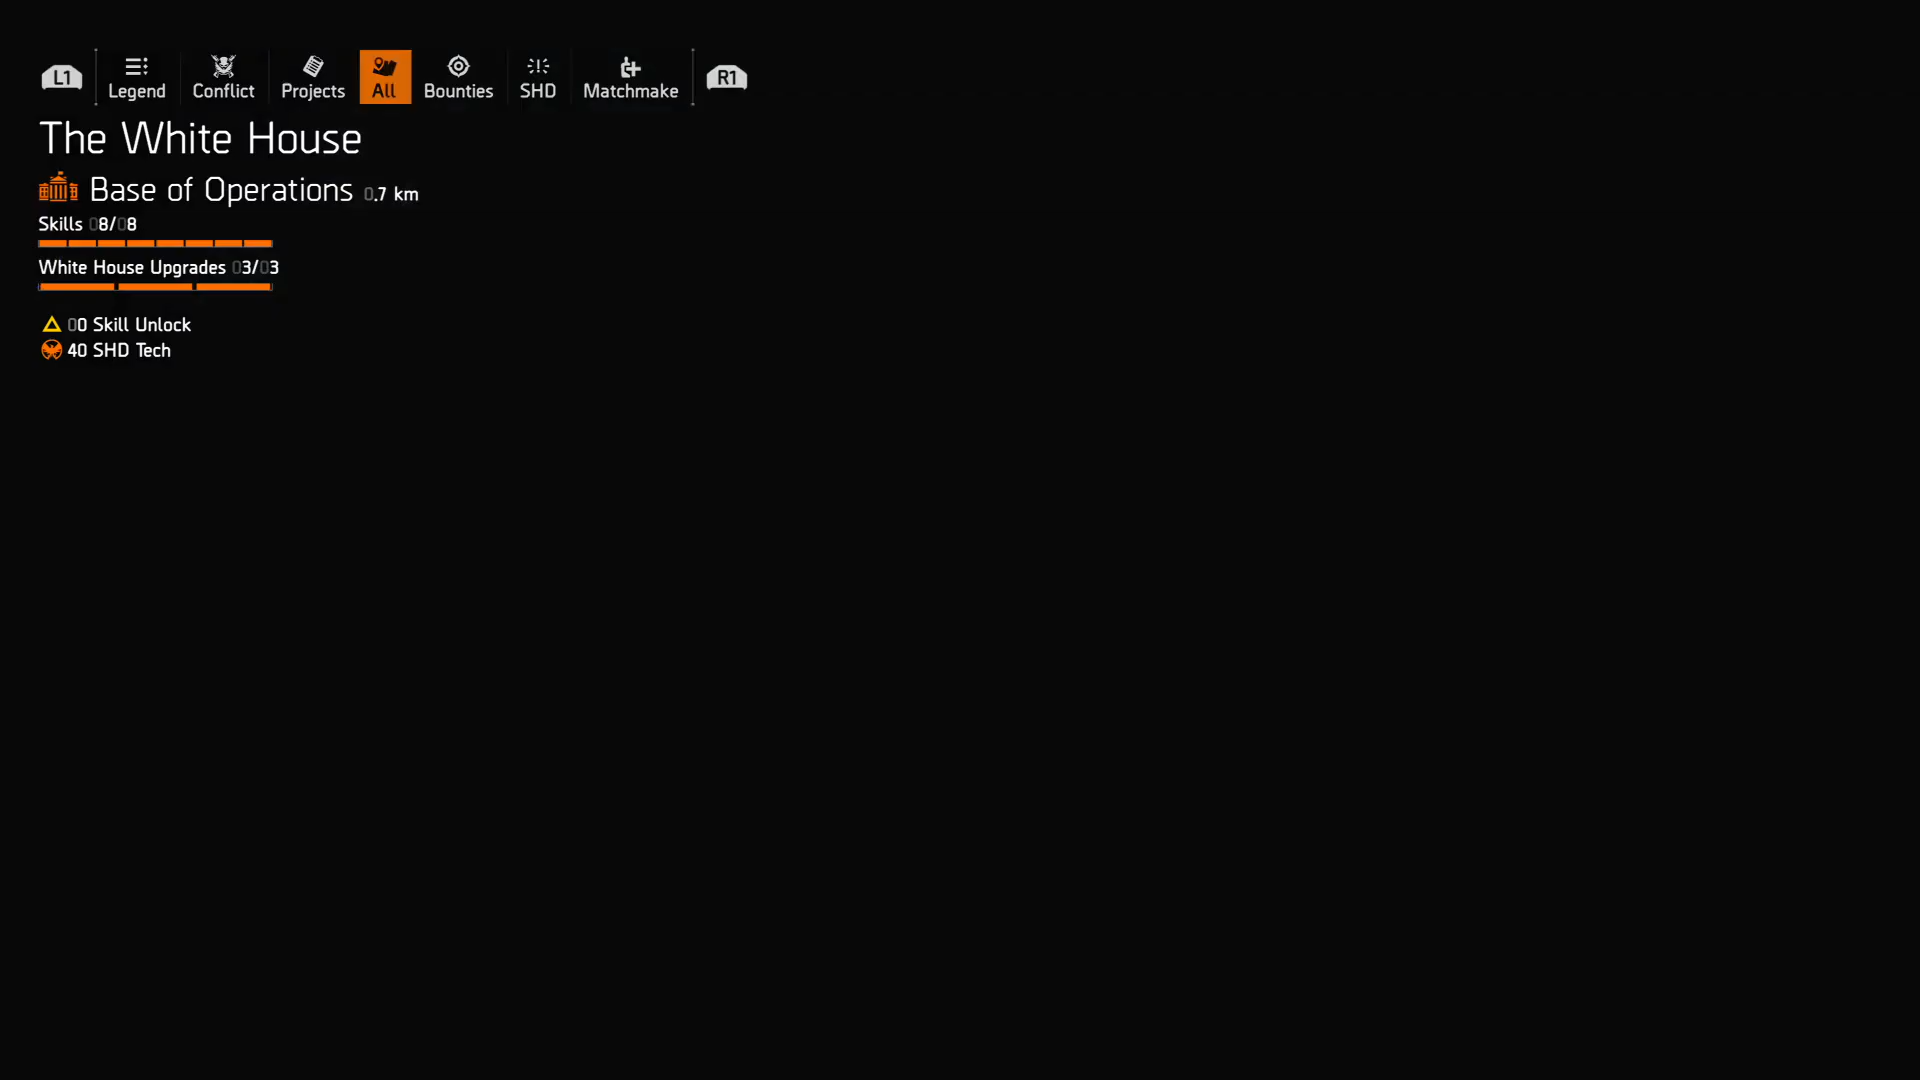 L1 Legend Conflict Projects All Bounties SHD Matchmake R1
The White House
Base of Operations 0.7 km
Skills 08/08
White House Upgrades 03/03
00 Skill Unlock
40 SHD Tech